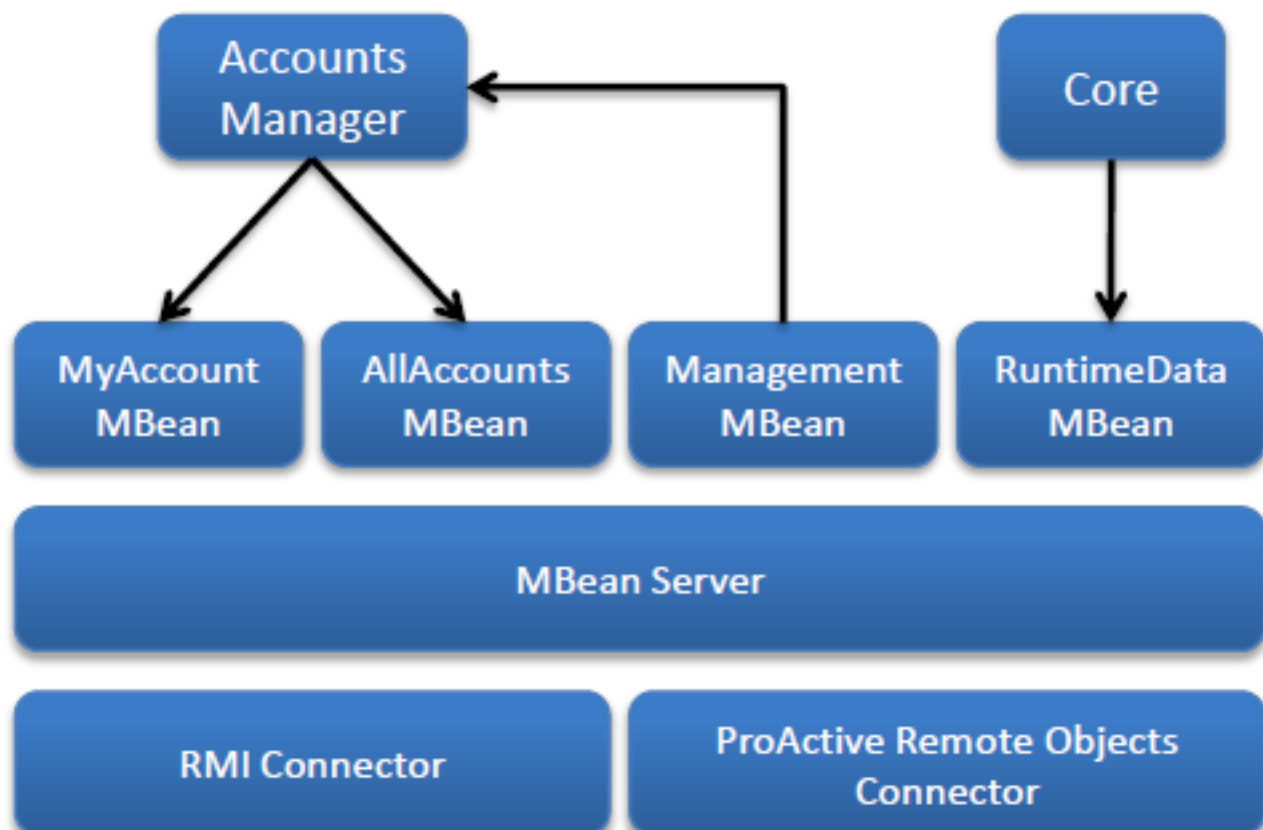 Accounts
Manager
Core
MyAccount
MBean
AllAccounts
MBean
Management
MBean
RuntimeData
MBean
MBean Server
RMI Connector
ProActive Remote Objects
Connector